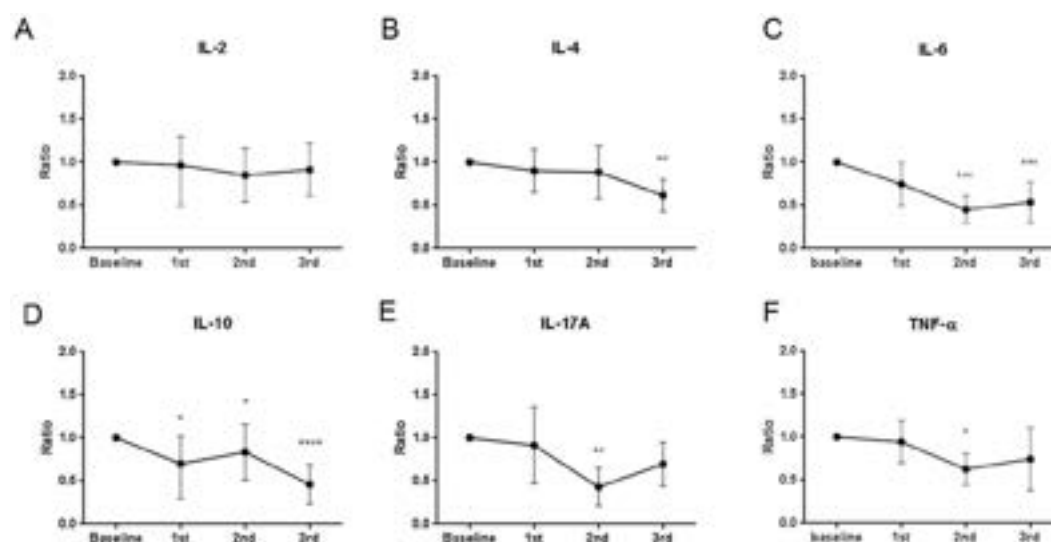 A
IL-2
2.0
1.5
1.0
0.5
0.0
Ratio
Baseline 1st 2nd 3rd
B
IL-4
2.0
1.5
1.0
0.5
0.0
Ratio
**
Baseline 1st 2nd 3rd
C
IL-6
2.0
1.5
1.0
0.5
0.0
Ratio
*** ***
baseline 1st 2nd 3rd
D
IL-10
2.0
1.5
1.0
0.5
0.0
Ratio
* * ****
Baseline 1st 2nd 3rd
E
IL-17A
2.0
1.5
1.0
0.5
0.0
Ratio
**
Baseline 1st 2nd 3rd
F
TNF-α
2.0
1.5
1.0
0.5
0.0
Ratio
*
baseline 1st 2nd 3rd